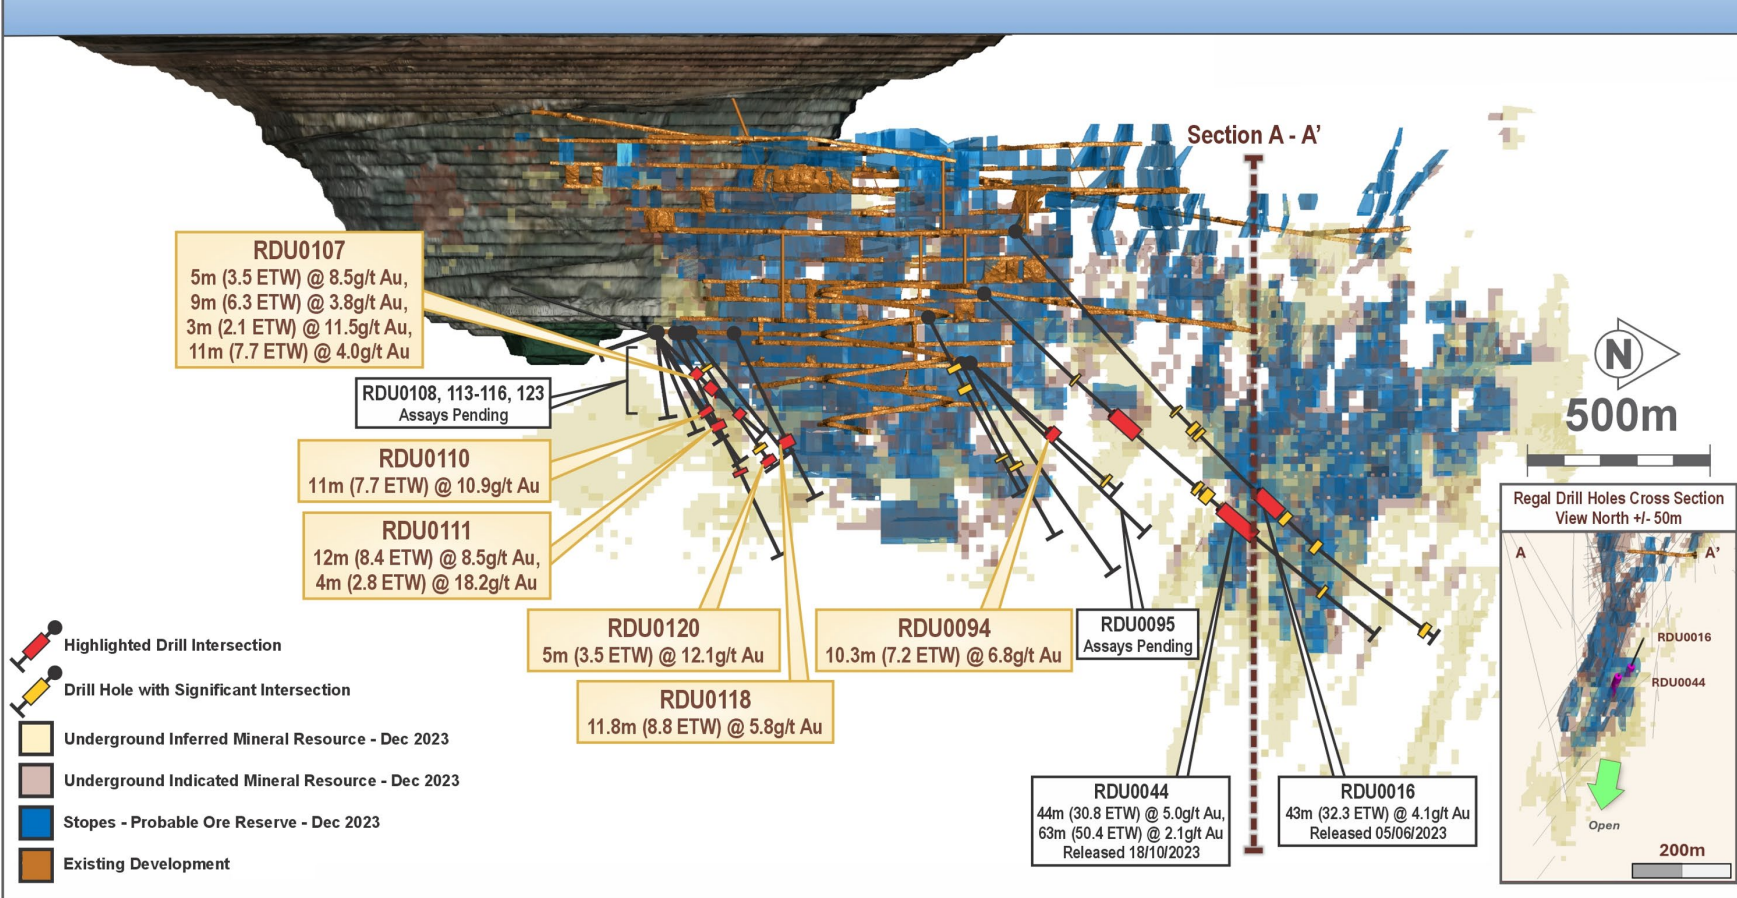 Section A - A’
RDU0107
5m (3.5 ETW) @ 8.5g/t Au,
9m (6.3 ETW) @ 3.8g/t Au,
3m (2.1 ETW) @ 11.5g/t Au,
11m (7.7 ETW) @ 4.0g/t Au
RDU0108, 113-116, 123
Assays Pending
RDU0110
11m (7.7 ETW) @ 10.9g/t Au
RDU0111
12m (8.4 ETW) @ 8.5g/t Au,
4m (2.8 ETW) @ 18.2g/t Au
RDU0120
5m (3.5 ETW) @ 12.1g/t Au
RDU0118
11.8m (8.8 ETW) @ 5.8g/t Au
RDU0094
10.3m (7.2 ETW) @ 6.8g/t Au
RDU0095
Assays Pending
RDU0044
44m (30.8 ETW) @ 5.0g/t Au,
63m (50.4 ETW) @ 2.1g/t Au
Released 18/10/2023
RDU0016
43m (32.3 ETW) @ 4.1g/t Au
Released 05/06/2023
N
500m
Regal Drill Holes Cross Section
View North +/- 50m
A
A’
RDU0016
RDU0044
Open
200m
Highlighted Drill Intersection
Drill Hole with Significant Intersection
Underground Inferred Mineral Resource - Dec 2023
Underground Indicated Mineral Resource - Dec 2023
Stopes - Probable Ore Reserve - Dec 2023
Existing Development